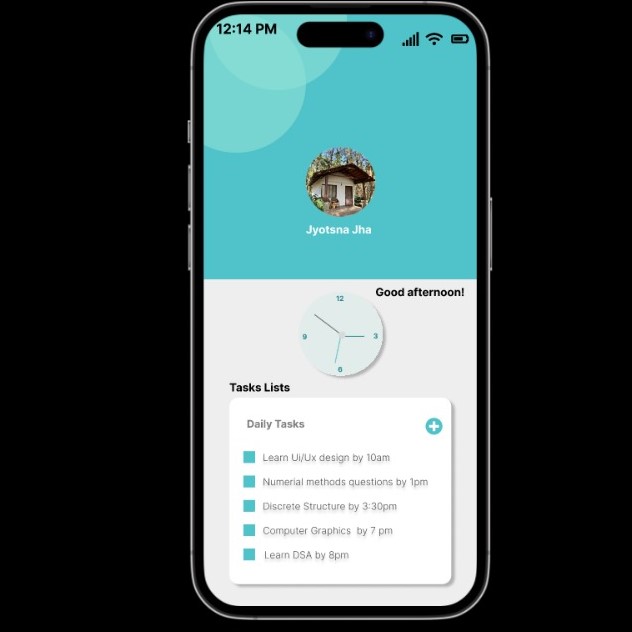 12:14 PM
Jyotsna Jha
Good afternoon!
12
9
3
6
Tasks Lists
Daily Tasks
Learn Ui/Ux design by 10am
Numerial methods questions by 1pm
Discrete Structure by 3:30pm
Computer Graphics by 7 pm
Learn DSA by 8pm